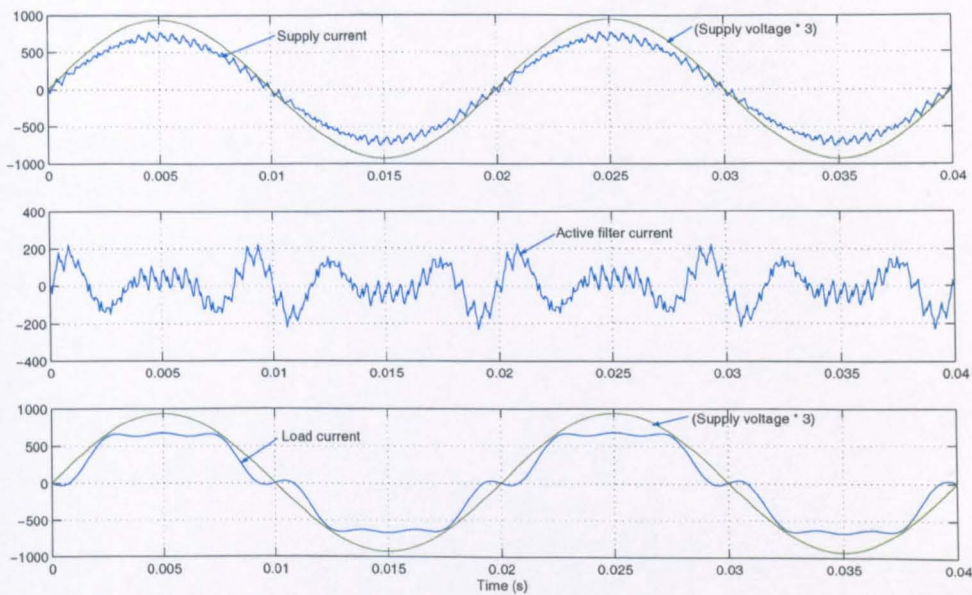 1000
Supply current
(Supply voltage * 3)
500
0
−500
−1000
0 0.005 0.01 0.015 0.02 0.025 0.03 0.035 0.04
400
Active filter current
200
0
−200
−400
0 0.005 0.01 0.015 0.02 0.025 0.03 0.035 0.04
1000
(Supply voltage * 3)
500
Load current
0
−500
−1000
0 0.005 0.01 0.015 0.02 0.025 0.03 0.035 0.04
Time (s)